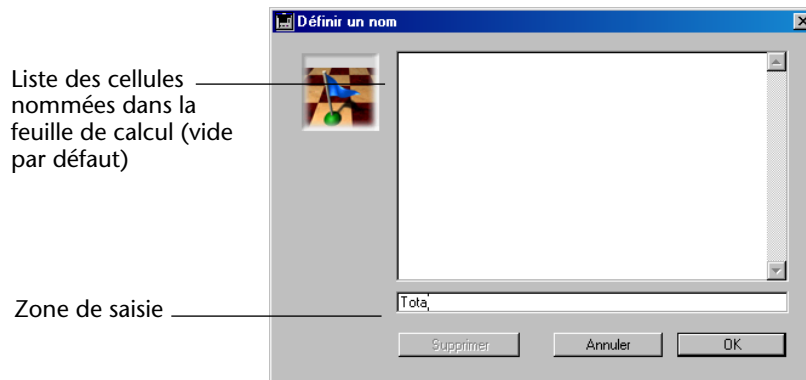 Définir un nom
Liste des cellules
nommées dans la
feuille de calcul (vide
par défaut)
Tota
Zone de saisie
Supprimer
Annuler
OK